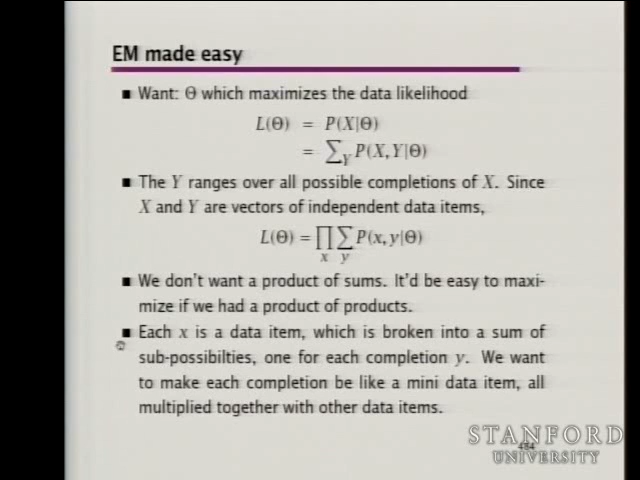 EM made easy
■ Want: Θ which maximizes the data likelihood
L(Θ) = P(X|Θ)
= ∑_Y P(X, Y|Θ)
■ The Y ranges over all possible completions of X. Since
X and Y are vectors of independent data items,
L(Θ) = ∏_x ∑_y P(x, y|Θ)
■ We don't want a product of sums. It'd be easy to maxi-
mize if we had a product of products.
■ Each x is a data item, which is broken into a sum of
sub-possibilties, one for each completion y. We want
to make each completion be like a mini data item, all
multiplied together with other data items.
484
STANFORD
UNIVERSITY